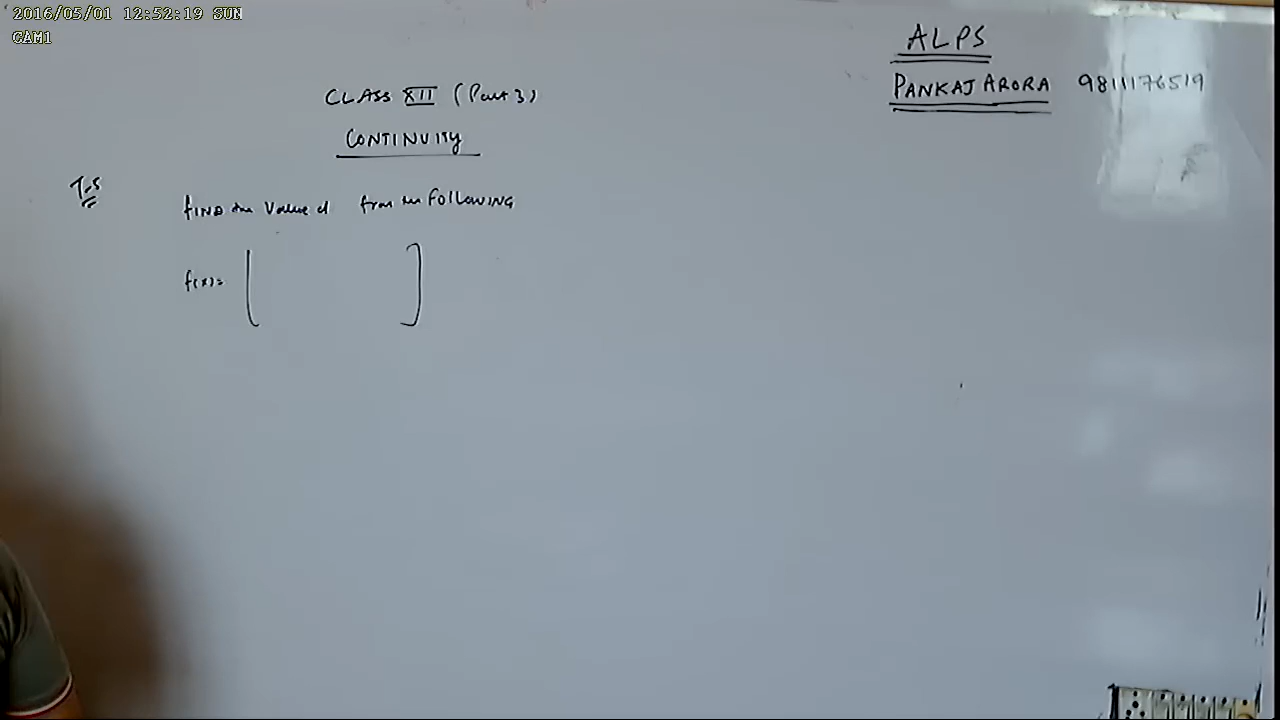 2016/05/01 12:52:19 SUN
CAM1
ALPS
PANKAJ ARORA 9811176519
CLASS XII (Part 3)
CONTINUITY
T-5
FIND the Value of from the FOLLOWING
f(x)=